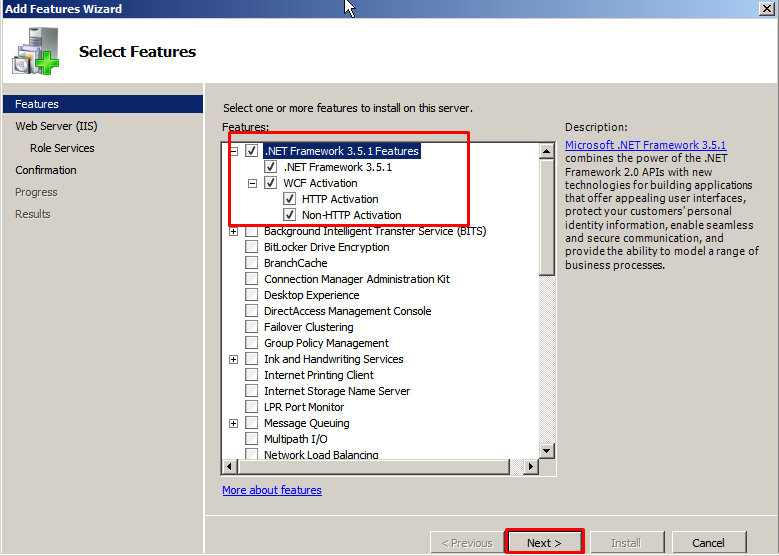 Add Features Wizard
Select Features
Features
Web Server (IIS)
Role Services
Confirmation
Progress
Results
Select one or more features to install on this server.
Features:
.NET Framework 3.5.1 Features
.NET Framework 3.5.1
WCF Activation
HTTP Activation
Non-HTTP Activation
Background Intelligent Transfer Service (BITS)
BitLocker Drive Encryption
BranchCache
Connection Manager Administration Kit
Desktop Experience
DirectAccess Management Console
Failover Clustering
Group Policy Management
Ink and Handwriting Services
Internet Printing Client
Internet Storage Name Server
LPR Port Monitor
Message Queuing
Multipath I/O
Network Load Balancing
More about features
Description:
Microsoft .NET Framework 3.5.1
combines the power of the .NET
Framework 2.0 APIs with new
technologies for building applications
that offer appealing user interfaces,
protect your customers' personal
identity information, enable seamless
and secure communication, and
provide the ability to model a range of
business processes.
< Previous
Next >
Install
Cancel